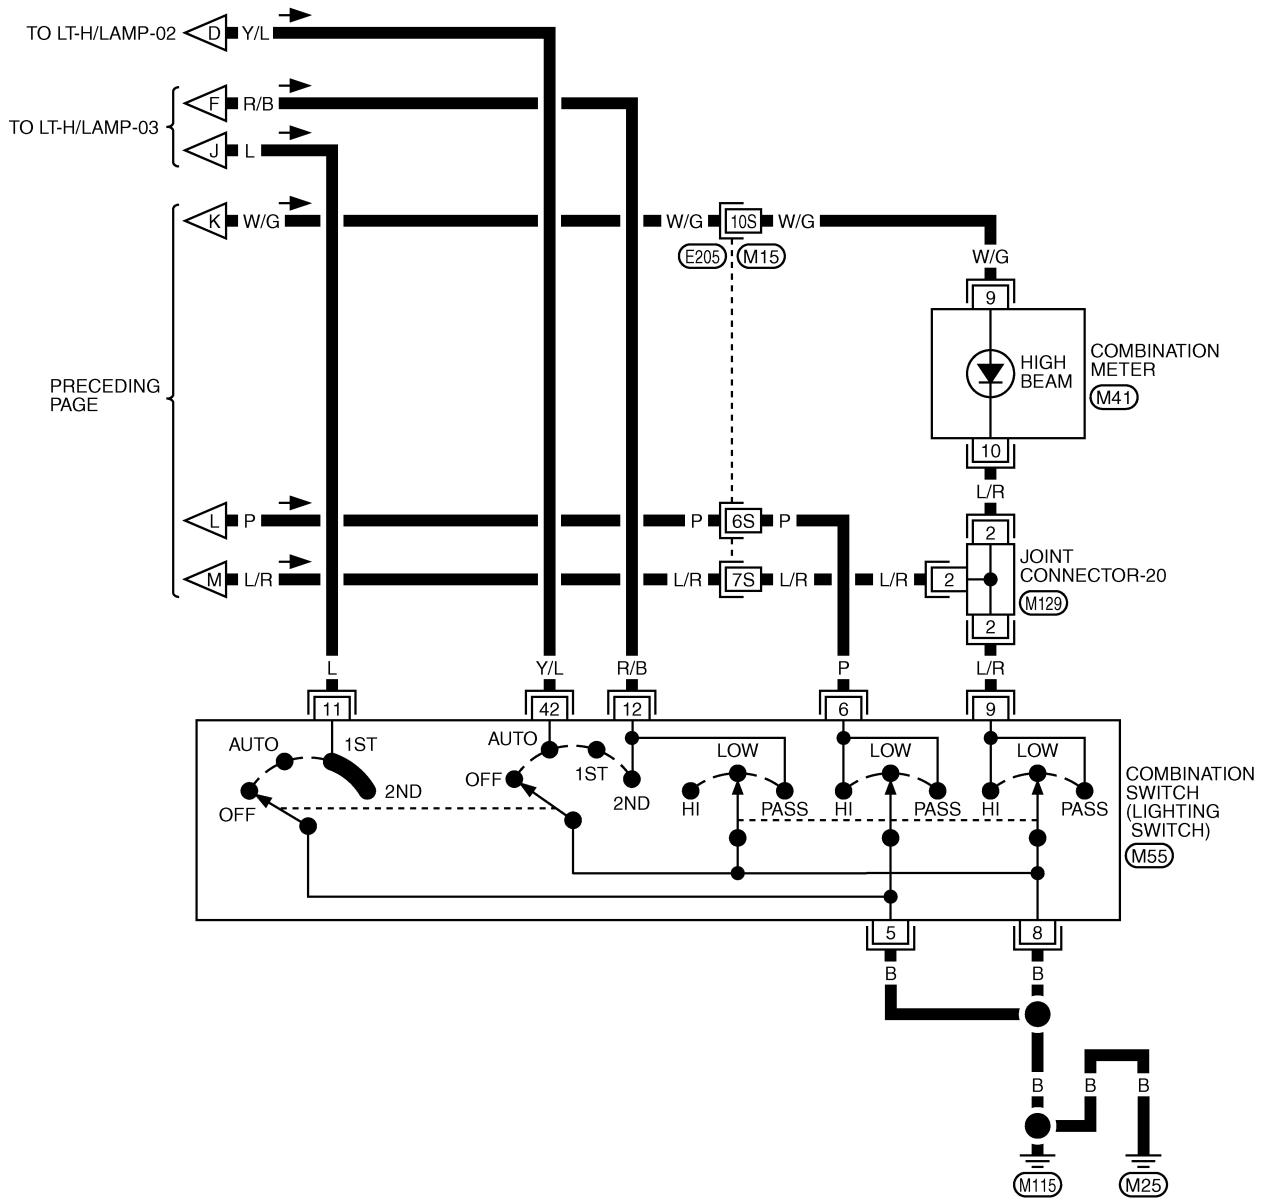 TO LT-H/LAMP-02 D Y/L
F R/B
TO LT-H/LAMP-03
J L
K W/G W/G 10S W/G
E205 M15
W/G
9
HIGH
BEAM
COMBINATION
METER
M41
PRECEDING
PAGE
10
L/R
L P P 6S P
2
JOINT
CONNECTOR-20
M129
M L/R L/R 7S L/R L/R 2
2
L Y/L R/B P L/R
11 42 12 6 9
AUTO 1ST
OFF 2ND
AUTO
OFF 1ST
2ND
LOW
HI PASS
LOW
HI PASS
LOW
HI PASS
COMBINATION
SWITCH
(LIGHTING
SWITCH)
M55
5 8
B B
B B B
M115 M25